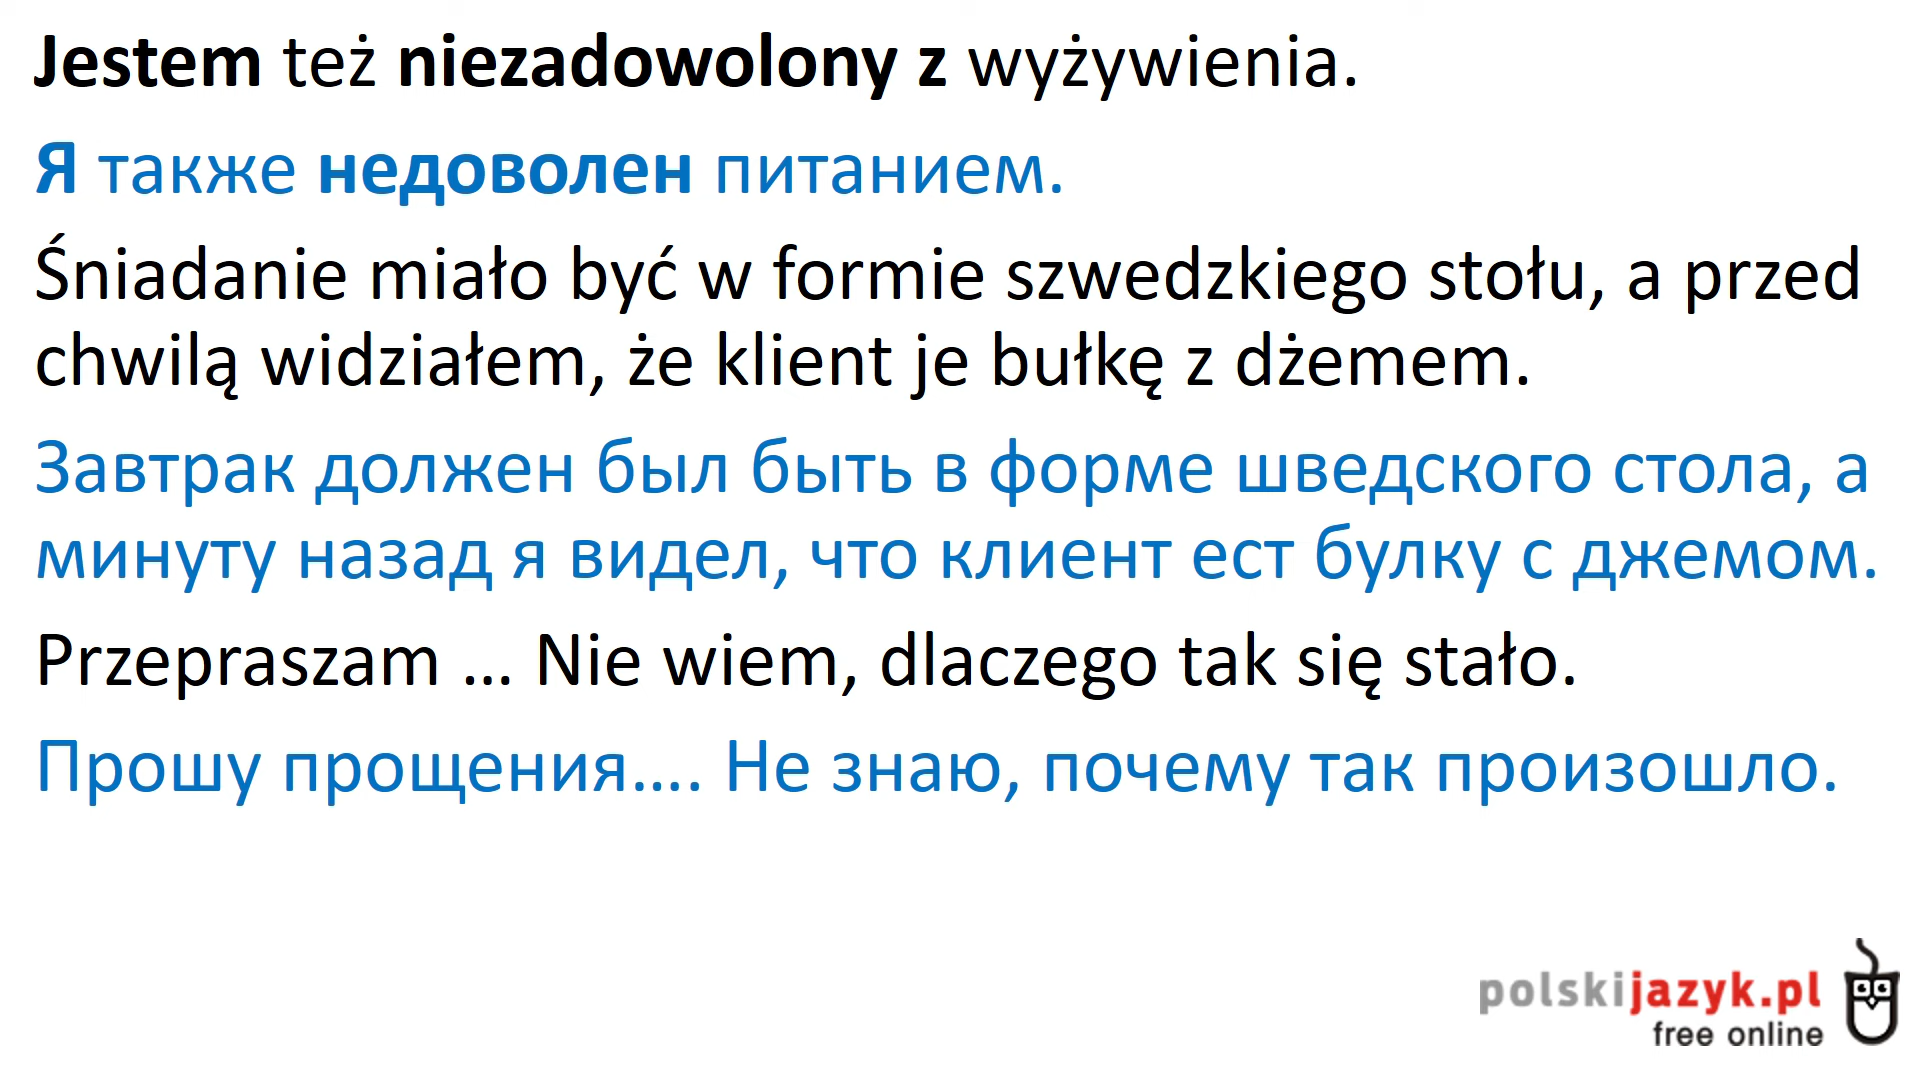 Jestem też niezadowolony z wyżywienia.
Я также недоволен питанием.
Śniadanie miało być w formie szwedzkiego stołu, a przed
chwilą widziałem, że klient je bułkę z dżemem.
Завтрак должен был быть в форме шведского стола, а
минуту назад я видел, что клиент ест булку с джемом.
Przepraszam ... Nie wiem, dlaczego tak się stało.
Прошу прощения.... Не знаю, почему так произошло.
polskijazyk.pl
free online